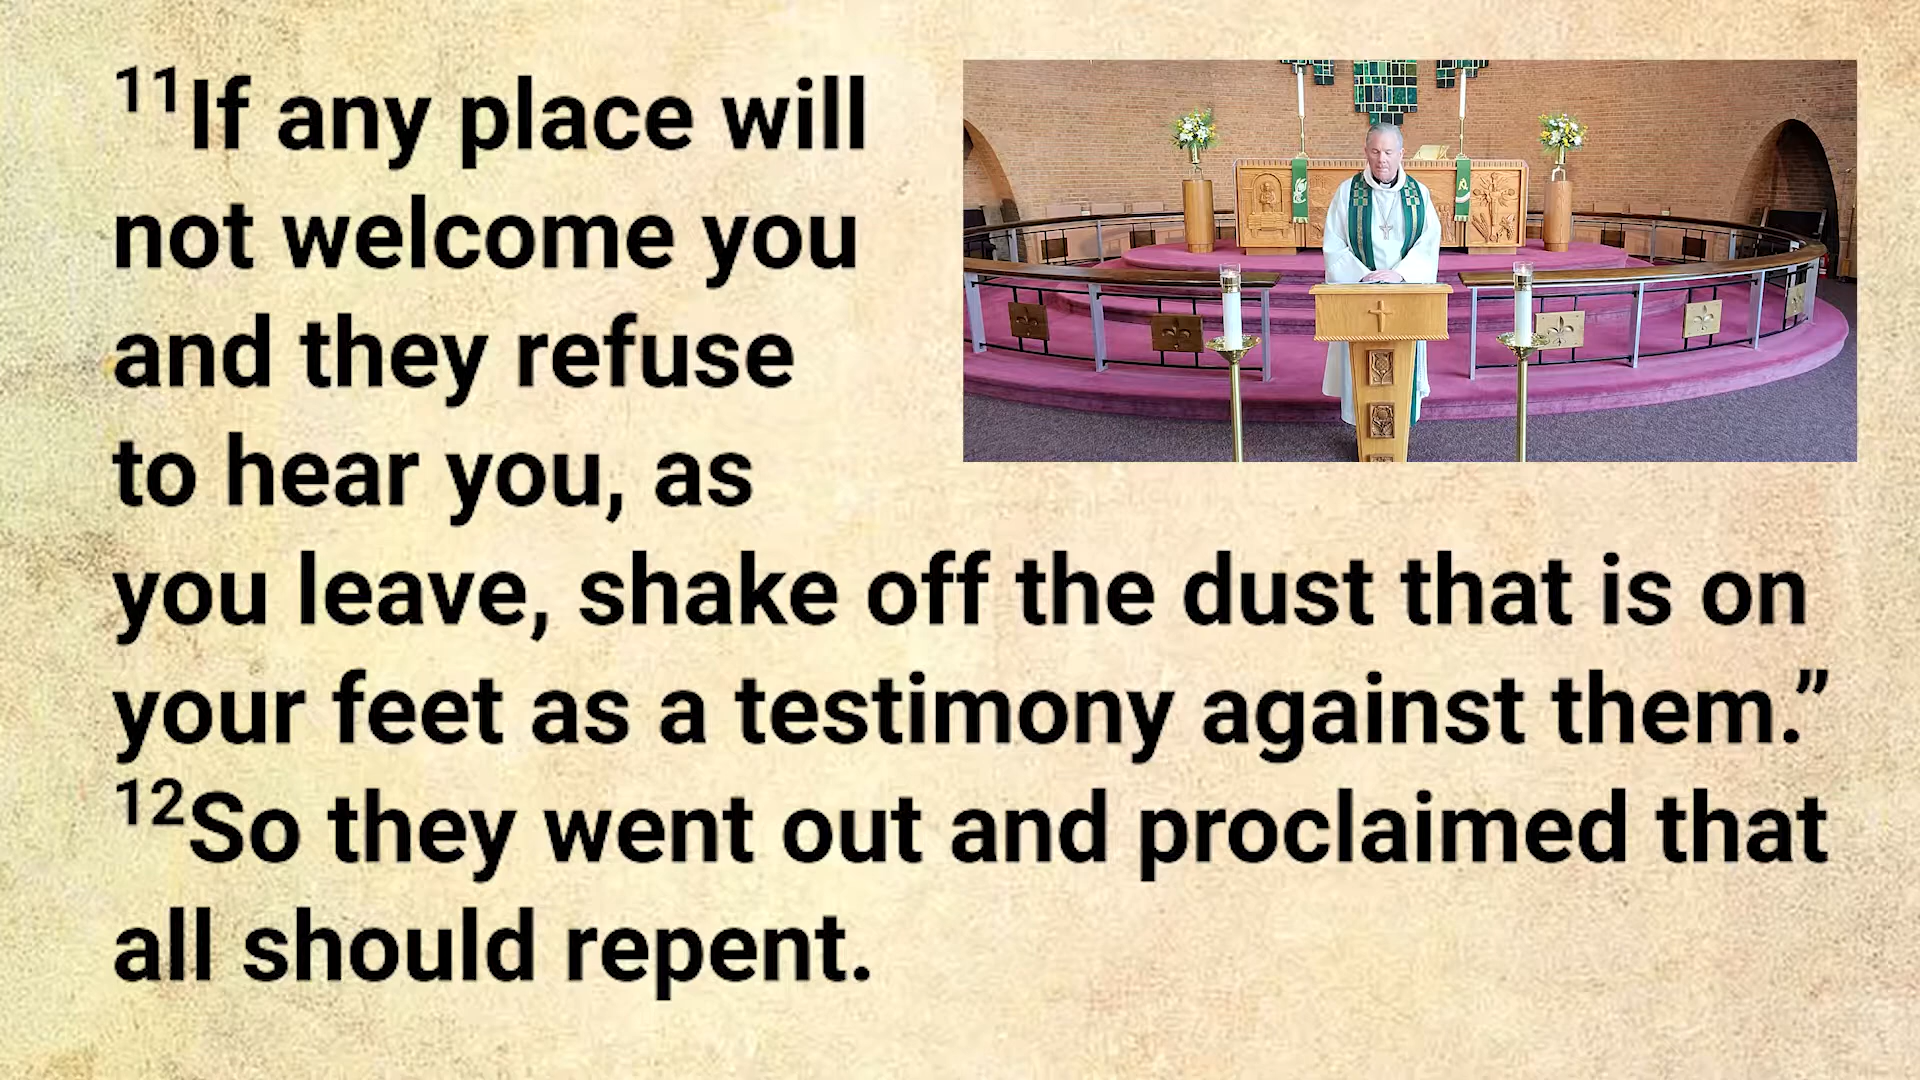 ¹¹If any place will
not welcome you
and they refuse
to hear you, as
you leave, shake off the dust that is on
your feet as a testimony against them.”
¹²So they went out and proclaimed that
all should repent.